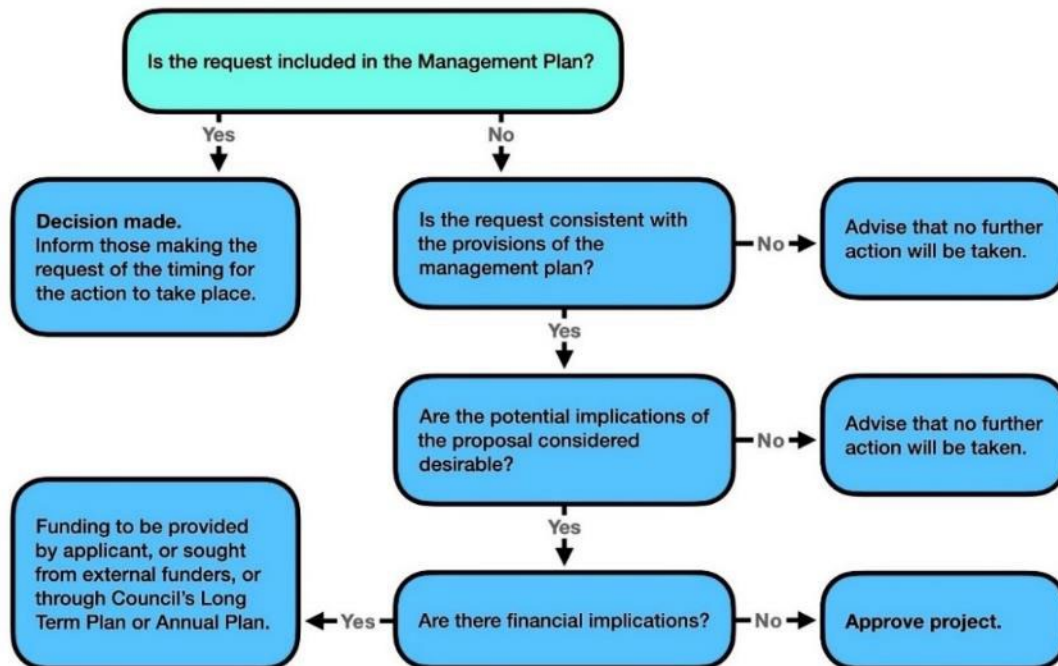 Is the request included in the Management Plan?
Yes
No
Decision made.
Inform those making the
request of the timing for
the action to take place.
Is the request consistent with
the provisions of the
management plan?
No
Advise that no further
action will be taken.
Yes
Are the potential implications of
the proposal considered
desirable?
No
Advise that no further
action will be taken.
Yes
Funding to be provided
by applicant, or sought
from external funders, or
through Council's Long
Term Plan or Annual Plan.
Yes
Are there financial implications?
No
Approve project.